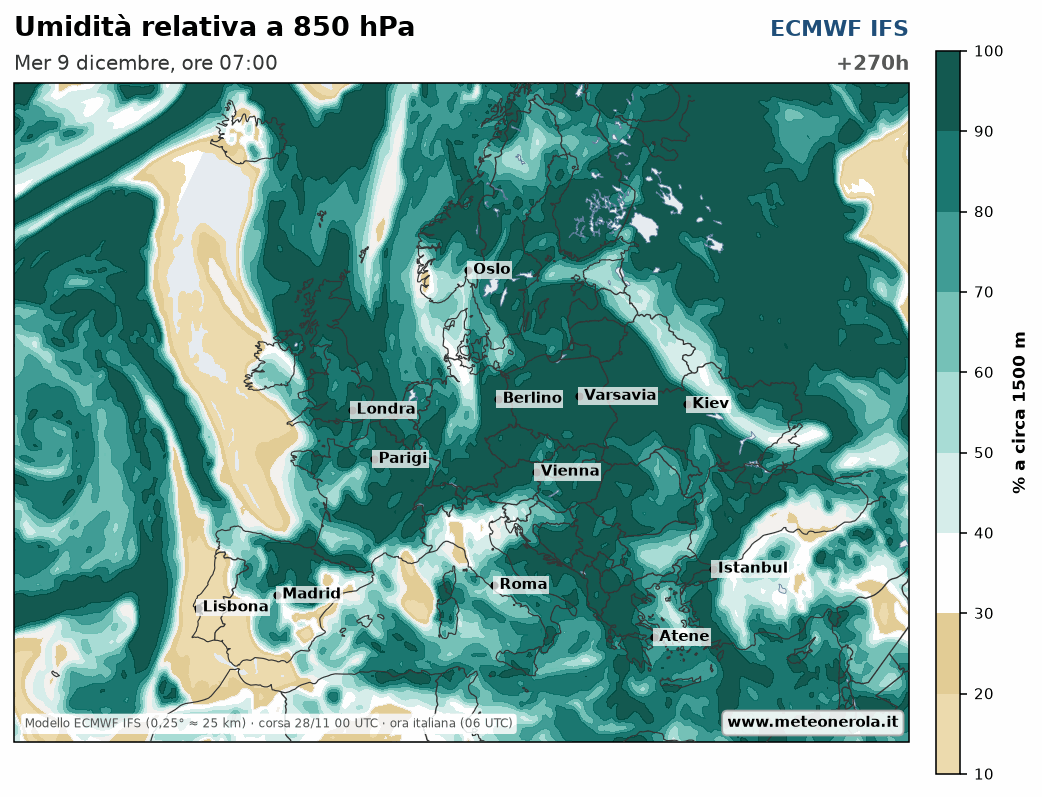 Umidità relativa a 850 hPa
ECMWF IFS
Mer 9 dicembre, ore 07:00
+270h
100
90
80
70
60
50
40
30
20
10
% a circa 1500 m
Oslo
Berlino
Varsavia
Kiev
Londra
Parigi
Vienna
Istanbul
Roma
Madrid
Lisbona
Atene
Modello ECMWF IFS (0,25° ≈ 25 km) · corsa 28/11 00 UTC · ora italiana (06 UTC)
www.meteonerola.it